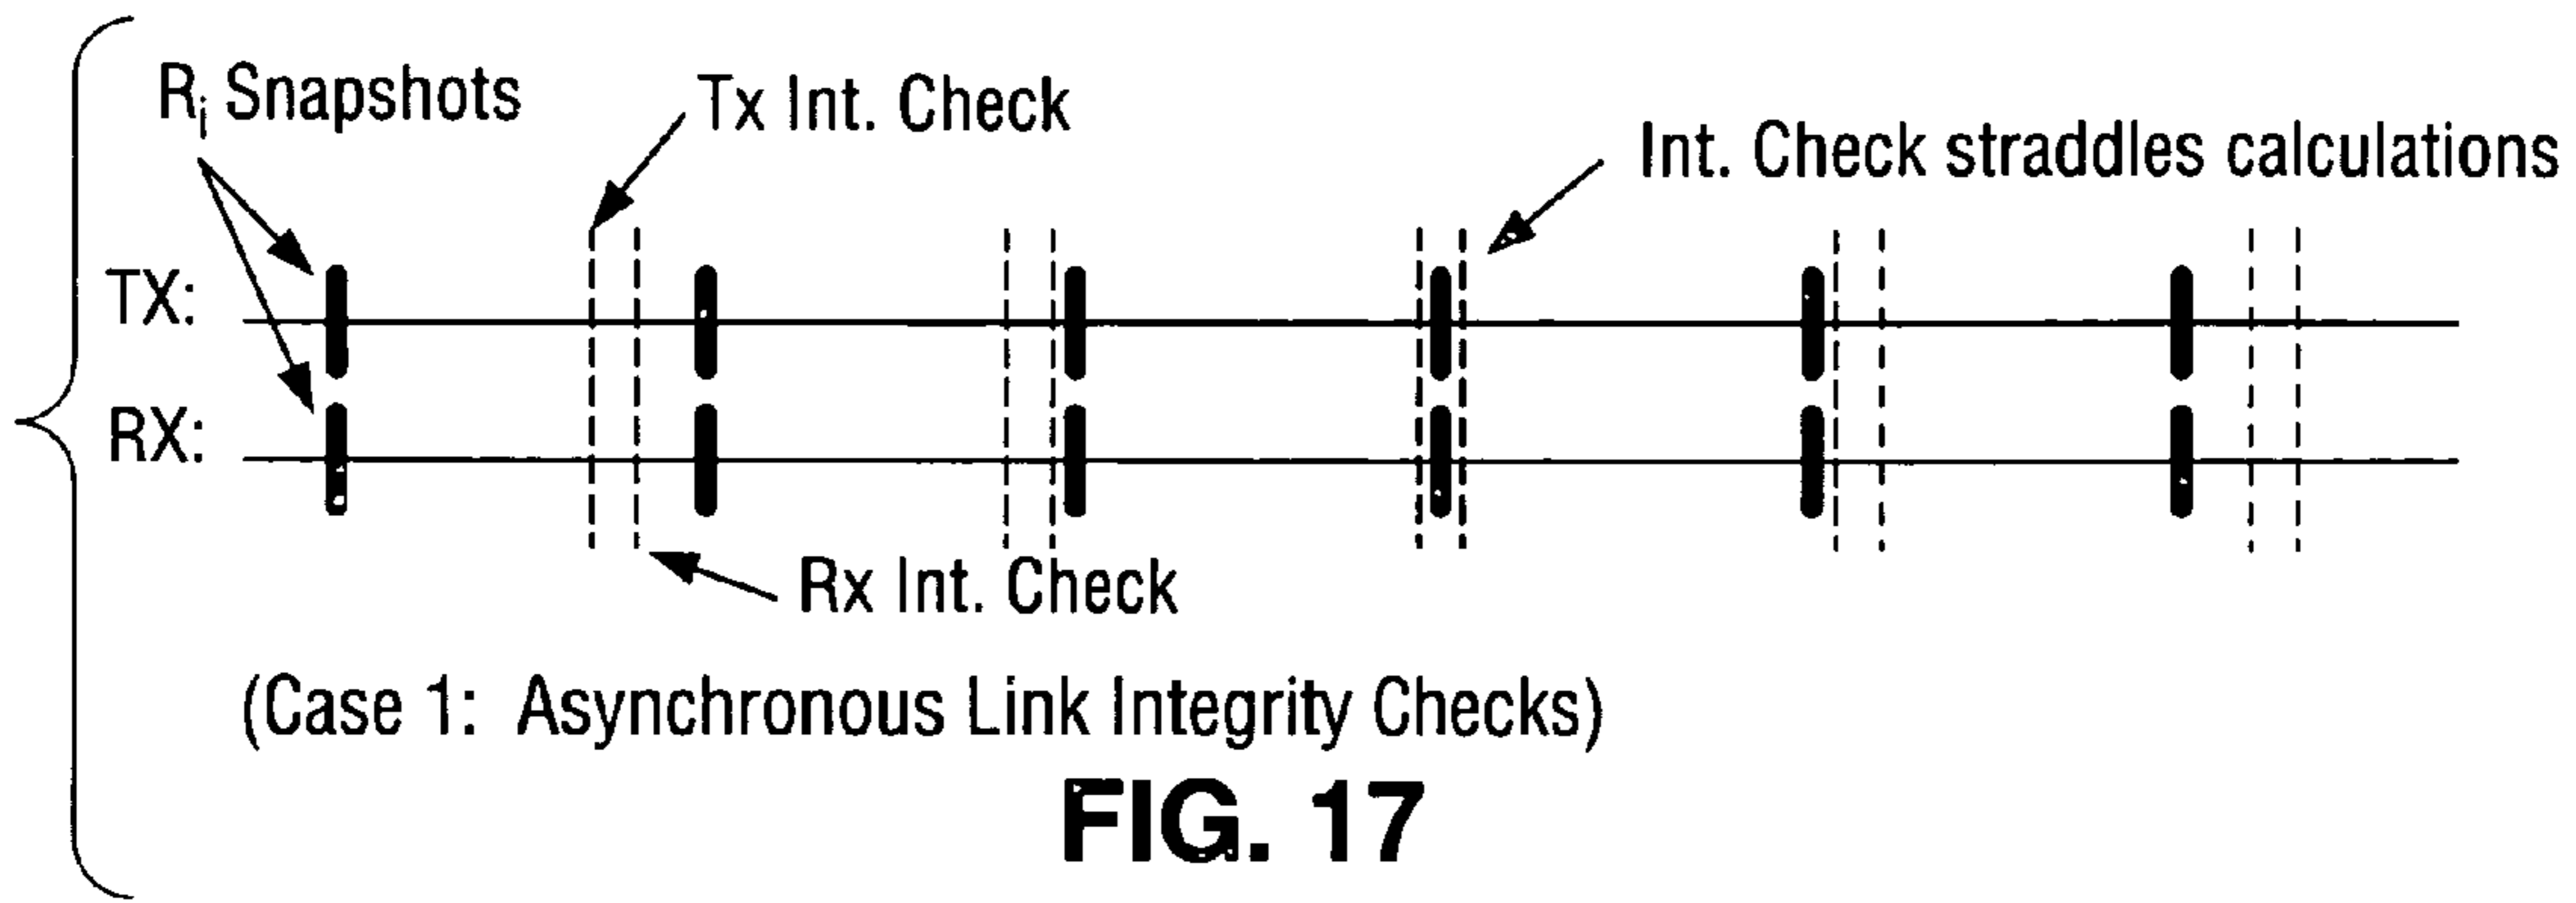 Ri Snapshots
Tx Int. Check
Int. Check straddles calculations
TX:
RX:
Rx Int. Check
(Case 1: Asynchronous Link Integrity Checks)
FIG. 17